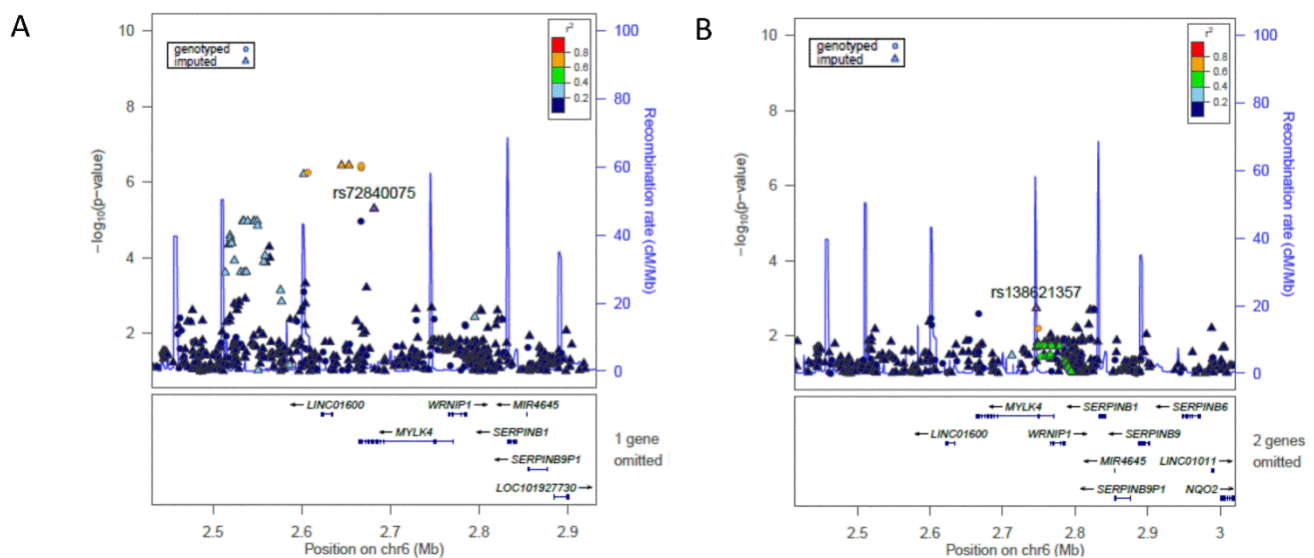 A
10
8
6
4
2
−log10(p-value)
genotyped
imputed
r²
0.8
0.6
0.4
0.2
100
80
60
40
20
0
Recombination rate (cM/Mb)
rs72840075
LINC01600
WRNIP1
MIR4645
MYLK4
SERPINB1
SERPINB9P1
LOC101927730
1 gene
omitted
2.5
2.6
2.7
2.8
2.9
Position on chr6 (Mb)
B
10
8
6
4
2
−log10(p-value)
genotyped
imputed
r²
0.8
0.6
0.4
0.2
100
80
60
40
20
0
Recombination rate (cM/Mb)
rs138621357
MYLK4
SERPINB1
SERPINB6
LINC01600
WRNIP1
SERPINB9
MIR4645
LINC01011
SERPINB9P1
NQO2
2 genes
omitted
2.5
2.6
2.7
2.8
2.9
3
Position on chr6 (Mb)